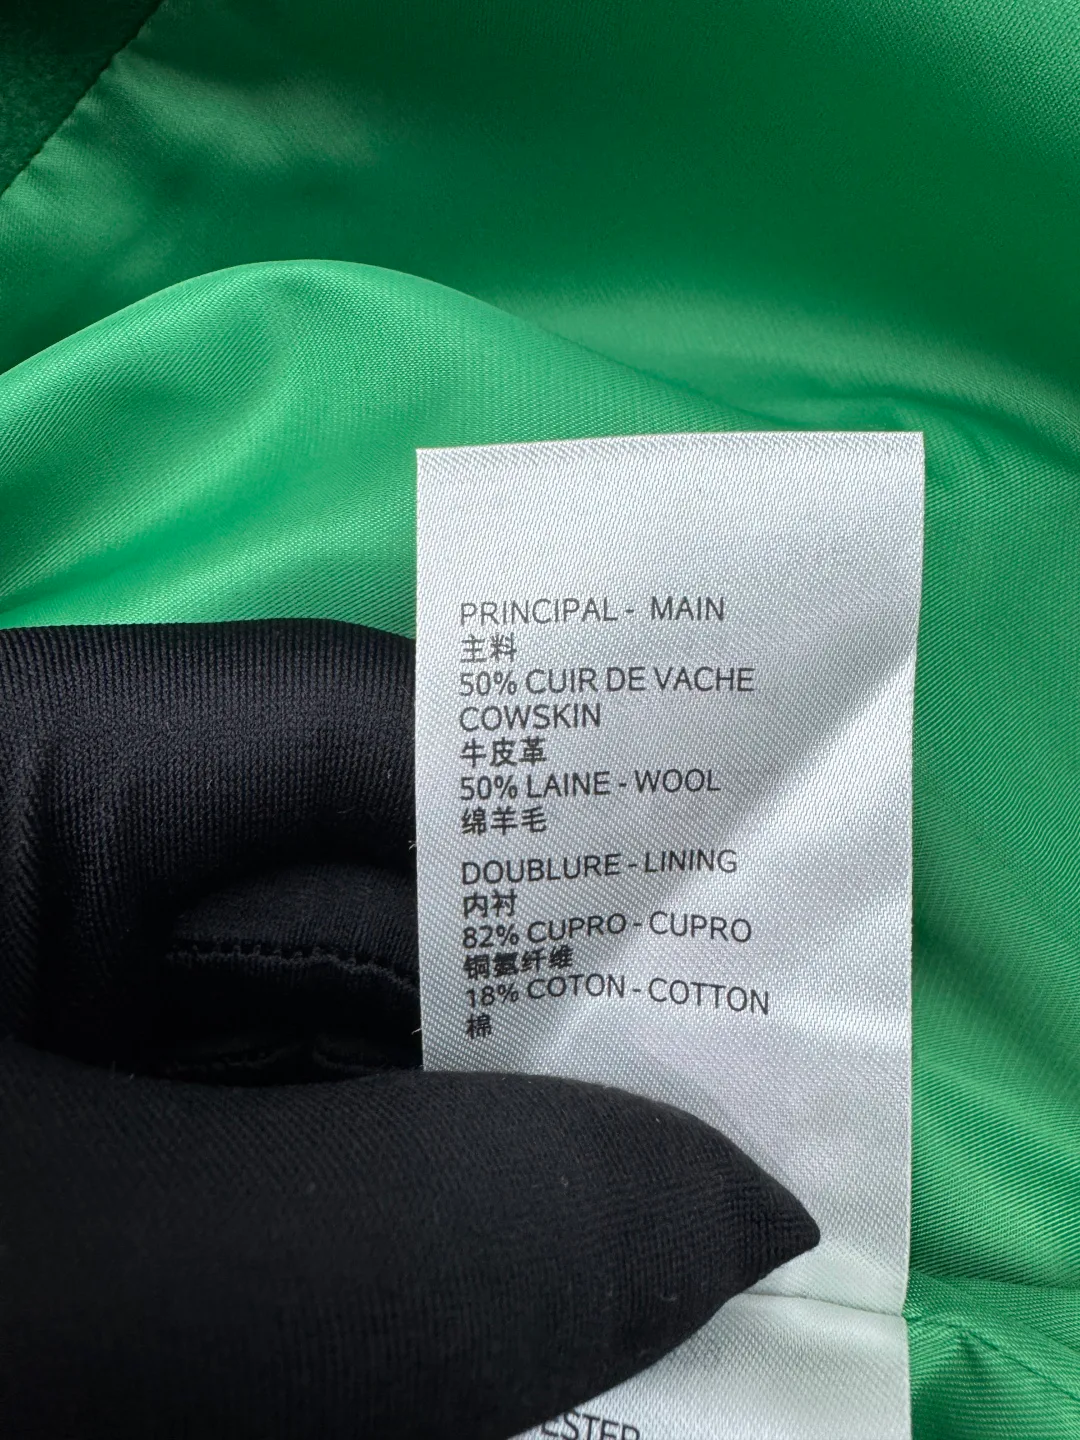 PRINCIPAL - MAIN
主料
50% CUIR DE VACHE
COWSKIN
牛皮革
50% LAINE - WOOL
绵羊毛
DOUBLURE - LINING
内衬
82% CUPRO - CUPRO
铜氨纤维
18% COTON - COTTON
棉